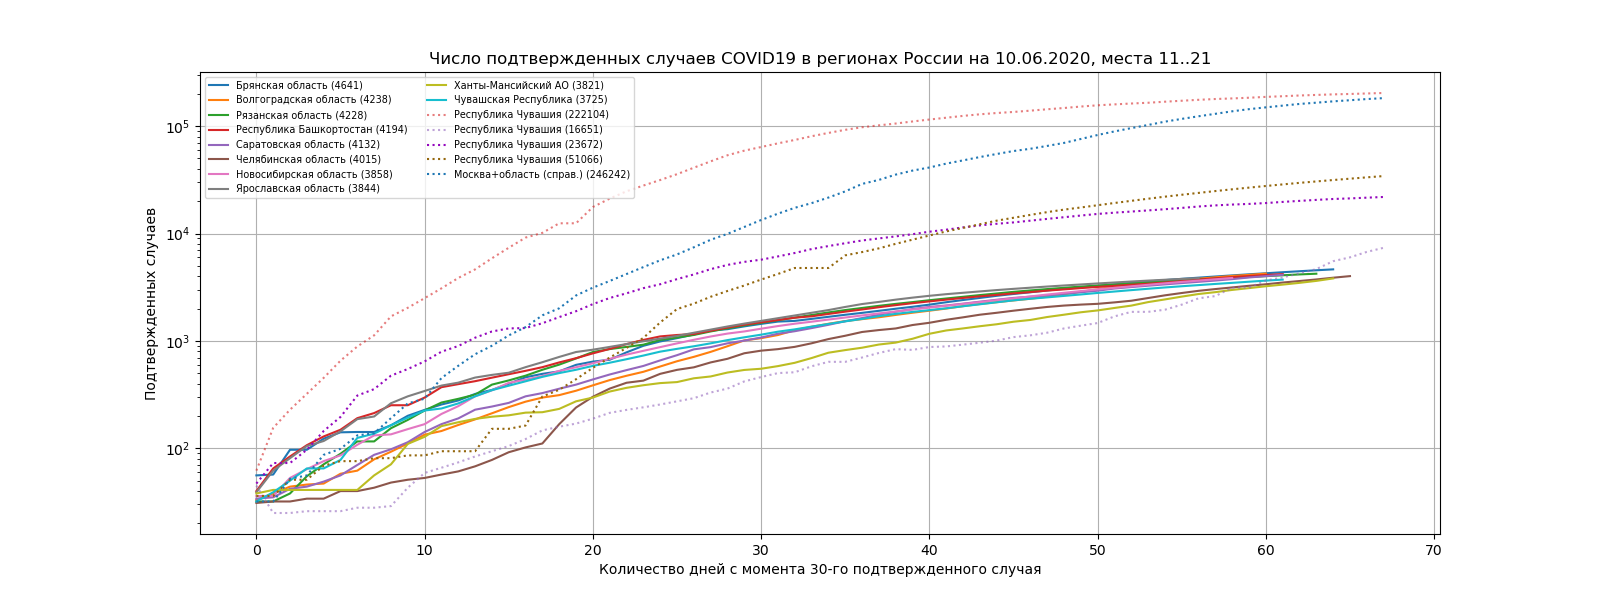 Число подтвержденных случаев COVID19 в регионах России на 10.06.2020, места 11..21
Брянская область (4641)
Волгоградская область (4238)
Рязанская область (4228)
Республика Башкортостан (4194)
Саратовская область (4132)
Челябинская область (4015)
Новосибирская область (3858)
Ярославская область (3844)
Ханты-Мансийский АО (3821)
Чувашская Республика (3725)
Республика Чувашия (222104)
Республика Чувашия (16651)
Республика Чувашия (23672)
Республика Чувашия (51066)
Москва+область (справ.) (246242)
Подтвержденных случаев
10⁵
10⁴
10³
10²
0 10 20 30 40 50 60 70
Количество дней с момента 30-го подтвержденного случая